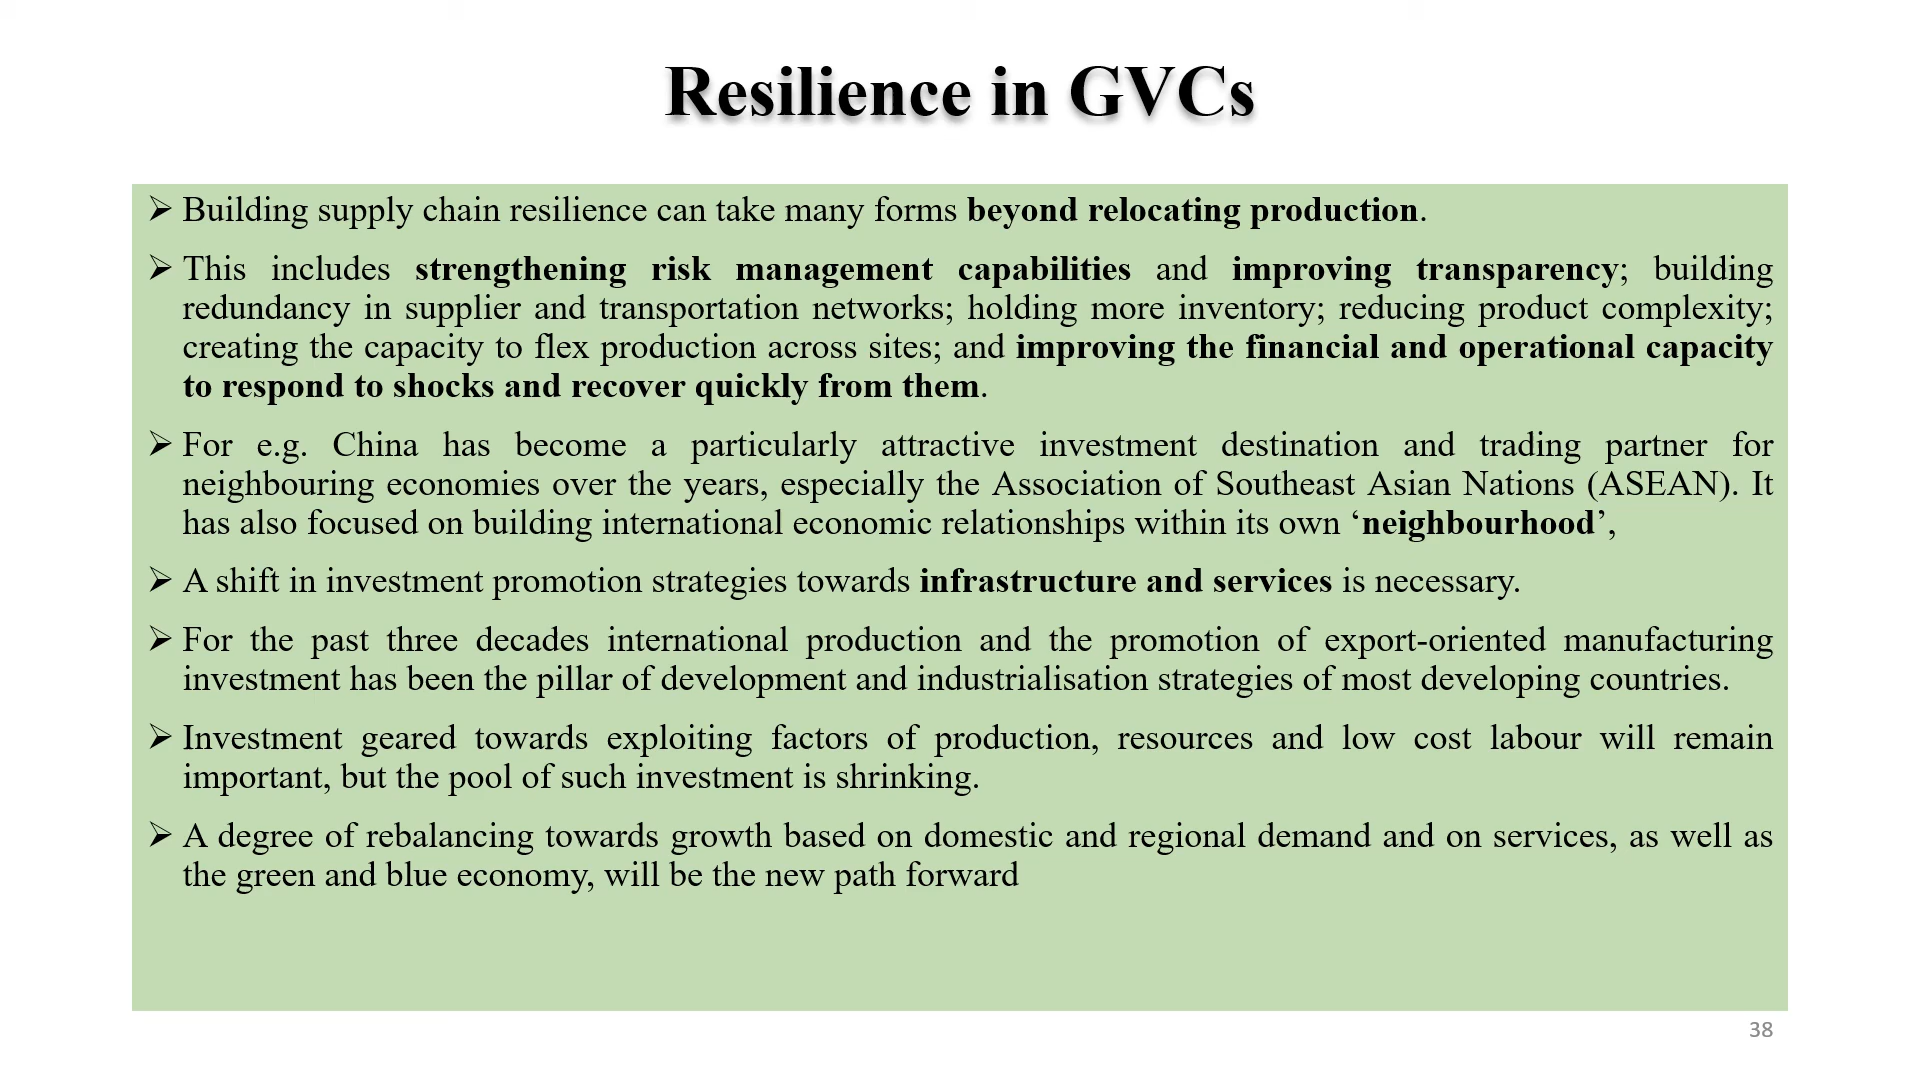 Resilience in GVCs
➢ Building supply chain resilience can take many forms beyond relocating production.
➢ This includes strengthening risk management capabilities and improving transparency; building
redundancy in supplier and transportation networks; holding more inventory; reducing product complexity;
creating the capacity to flex production across sites; and improving the financial and operational capacity
to respond to shocks and recover quickly from them.
➢ For e.g. China has become a particularly attractive investment destination and trading partner for
neighbouring economies over the years, especially the Association of Southeast Asian Nations (ASEAN). It
has also focused on building international economic relationships within its own ‘neighbourhood’,
➢ A shift in investment promotion strategies towards infrastructure and services is necessary.
➢ For the past three decades international production and the promotion of export-oriented manufacturing
investment has been the pillar of development and industrialisation strategies of most developing countries.
➢ Investment geared towards exploiting factors of production, resources and low cost labour will remain
important, but the pool of such investment is shrinking.
➢ A degree of rebalancing towards growth based on domestic and regional demand and on services, as well as
the green and blue economy, will be the new path forward
38